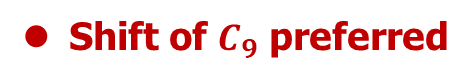 ● Shift of C₉ preferred